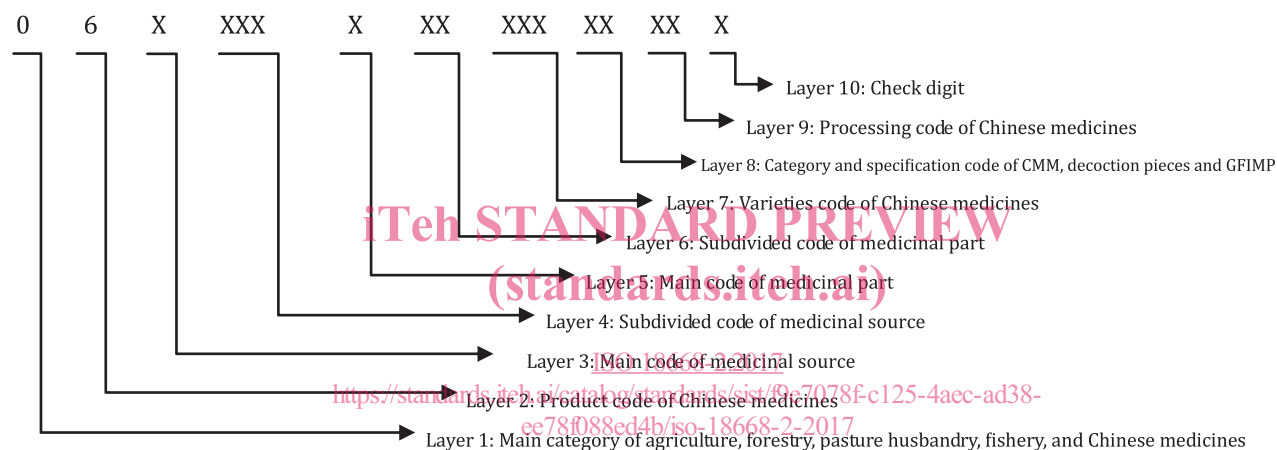 0 6 X XXX X XX XXX XX XX X
Layer 10: Check digit
Layer 9: Processing code of Chinese medicines
Layer 8: Category and specification code of CMM, decoction pieces and GFIMP
Layer 7: Varieties code of Chinese medicines
iTeh STANDARD PREVIEW
Layer 6: Subdivided code of medicinal part
(standards.iteh.ai)
Layer 5: Main code of medicinal part
Layer 4: Subdivided code of medicinal source
Layer 3: Main code of medicinal source
ISO 18668-2:2017
https://standards.iteh.ai/catalog/standards/sist/f9e7078f-c125-4aec-ad38-
Layer 2: Product code of Chinese medicines
ee78f088ed4b/iso-18668-2-2017
Layer 1: Main category of agriculture, forestry, pasture husbandry, fishery, and Chinese medicines